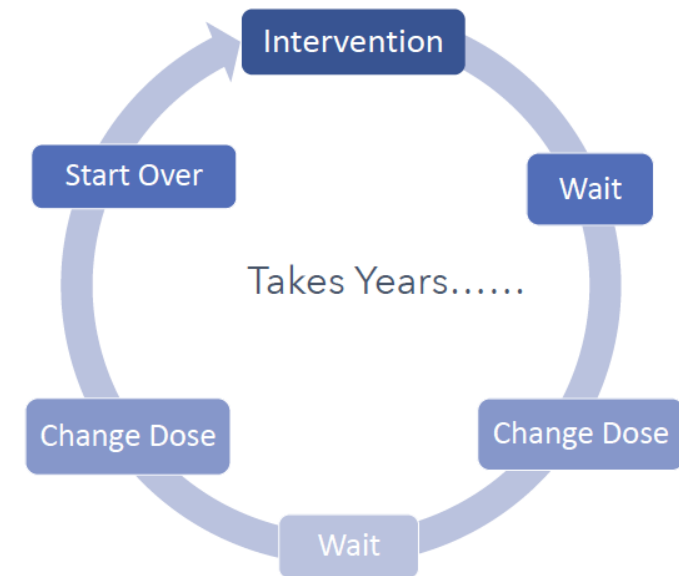 Intervention
Wait
Change Dose
Wait
Change Dose
Start Over
Takes Years......